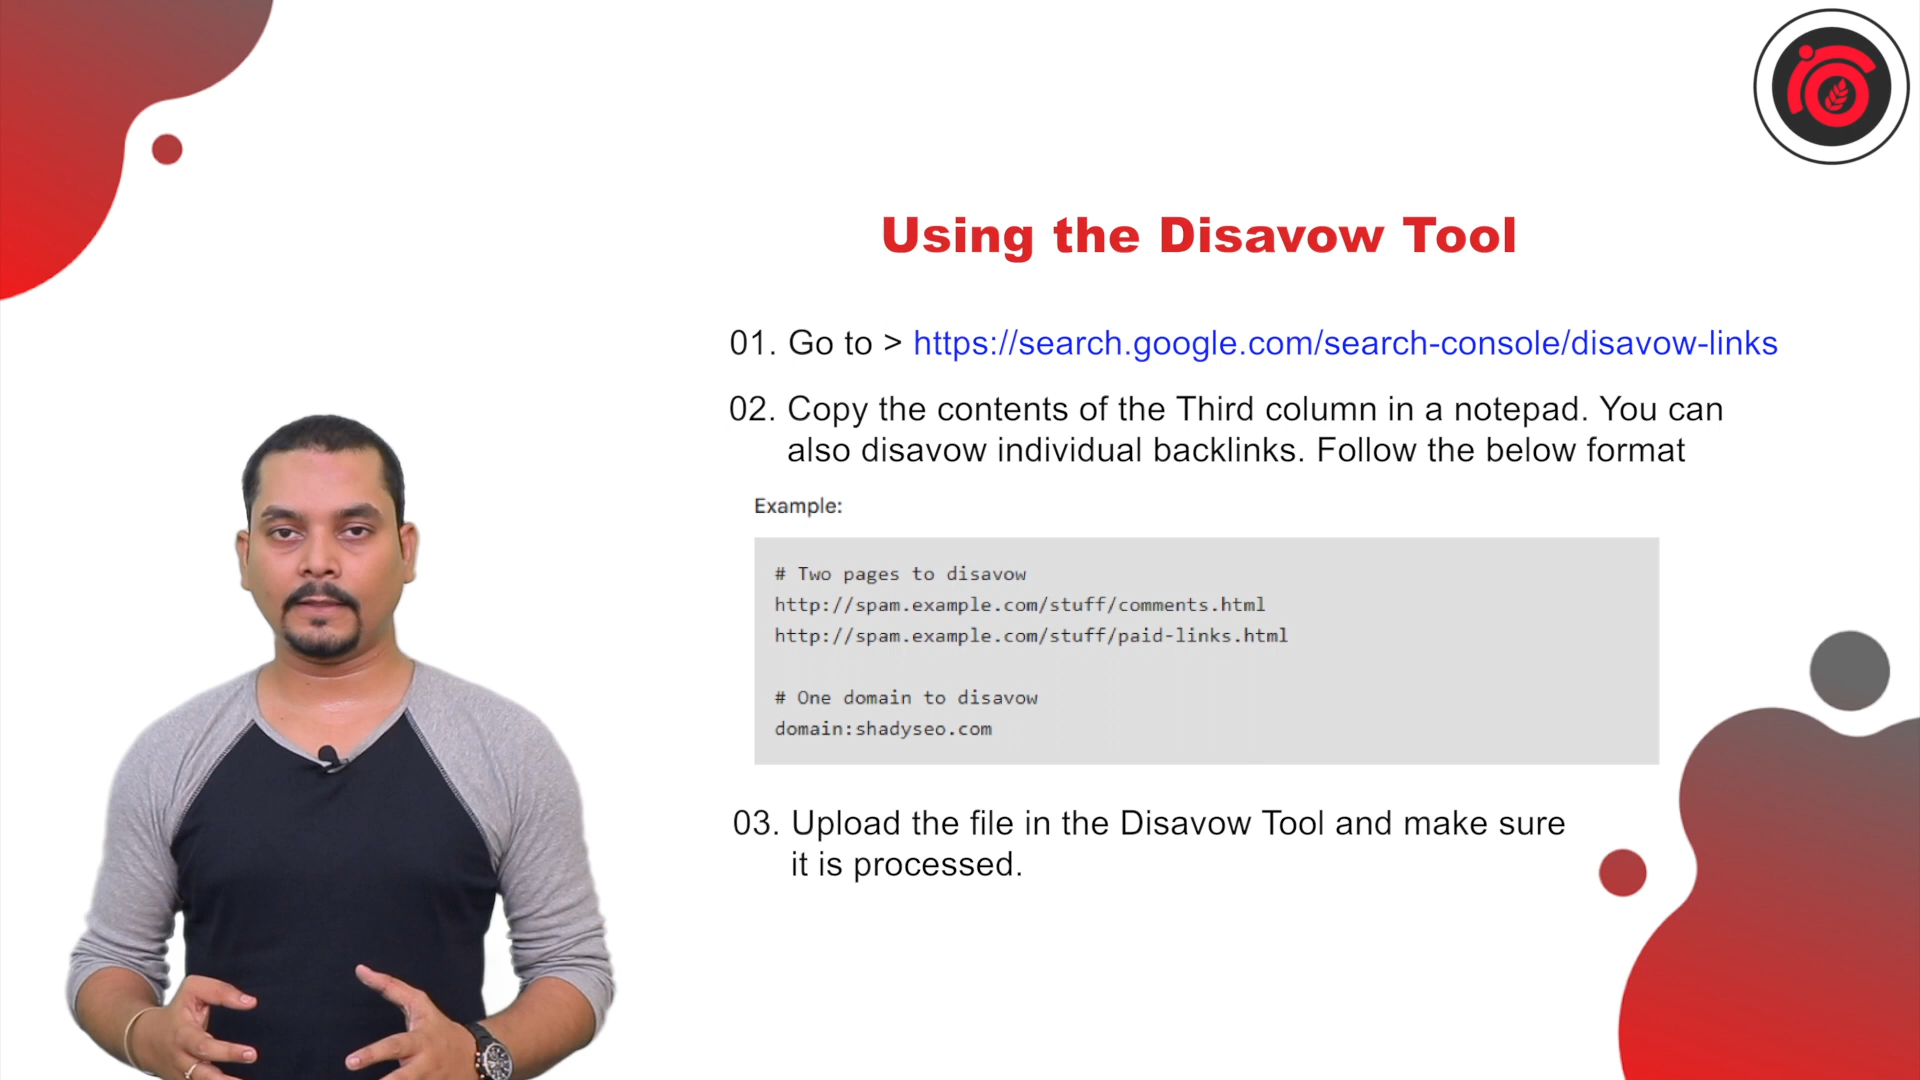 Using the Disavow Tool
01. Go to > https://search.google.com/search-console/disavow-links
02. Copy the contents of the Third column in a notepad. You can
also disavow individual backlinks. Follow the below format
Example:
# Two pages to disavow
http://spam.example.com/stuff/comments.html
http://spam.example.com/stuff/paid-links.html
# One domain to disavow
domain:shadyseo.com
03. Upload the file in the Disavow Tool and make sure
it is processed.